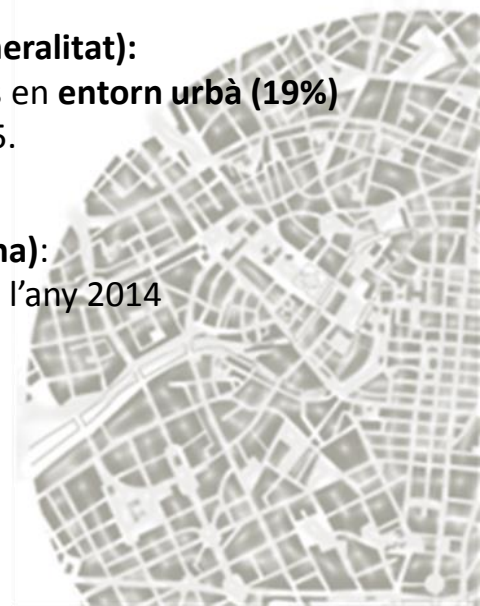 neralitat):
en entorn urbà (19%)
5.
na):
l'any 2014